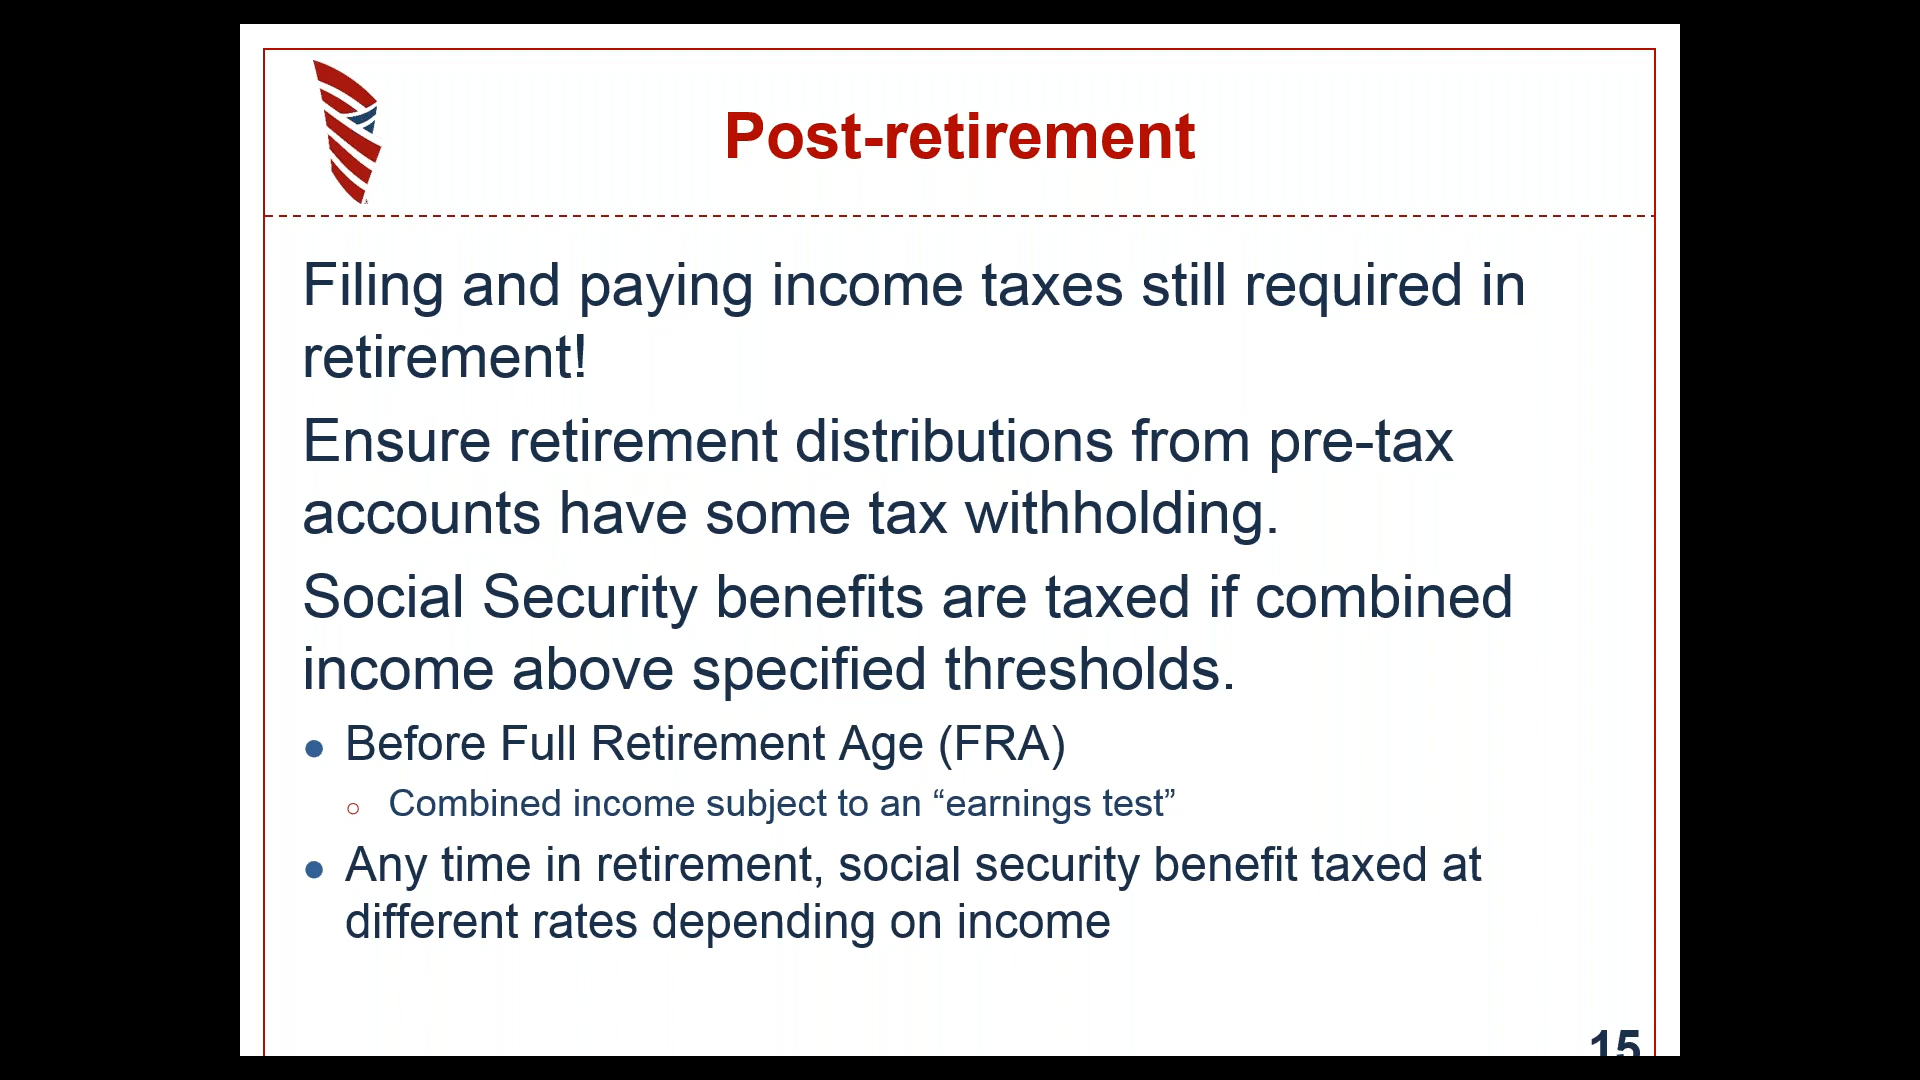 Post-retirement
Filing and paying income taxes still required in
retirement!
Ensure retirement distributions from pre-tax
accounts have some tax withholding.
Social Security benefits are taxed if combined
income above specified thresholds.
● Before Full Retirement Age (FRA)
○ Combined income subject to an “earnings test”
● Any time in retirement, social security benefit taxed at
different rates depending on income
15